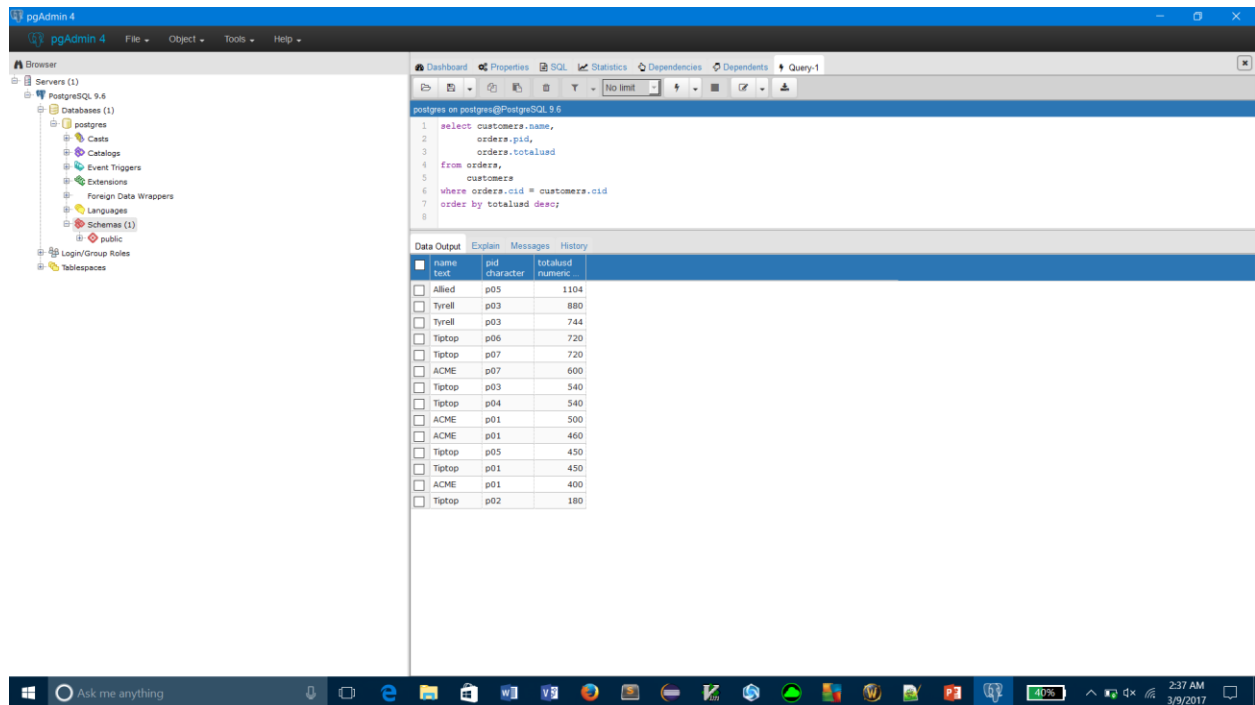 pgAdmin 4
pgAdmin 4 File Object Tools Help
Browser
Servers (1)
PostgreSQL 9.6
Databases (1)
postgres
Casts
Catalogs
Event Triggers
Extensions
Foreign Data Wrappers
Languages
Schemas (1)
public
Login/Group Roles
Tablespaces
Dashboard Properties SQL Statistics Dependencies Dependents Query-1
No limit
postgres on postgres@PostgreSQL 9.6
1 select customers.name,
2 orders.pid,
3 orders.totalusd
4 from orders,
5 customers
6 where orders.cid = customers.cid
7 order by totalusd desc;
8
Data Output Explain Messages History
name pid totalusd
text character numeric ...
Allied p05 1104
Tyrell p03 880
Tyrell p03 744
Tiptop p06 720
Tiptop p07 720
ACME p07 600
Tiptop p03 540
Tiptop p04 540
ACME p01 500
ACME p01 460
Tiptop p05 450
Tiptop p01 450
ACME p01 400
Tiptop p02 180
Ask me anything
40%
2:37 AM
3/9/2017